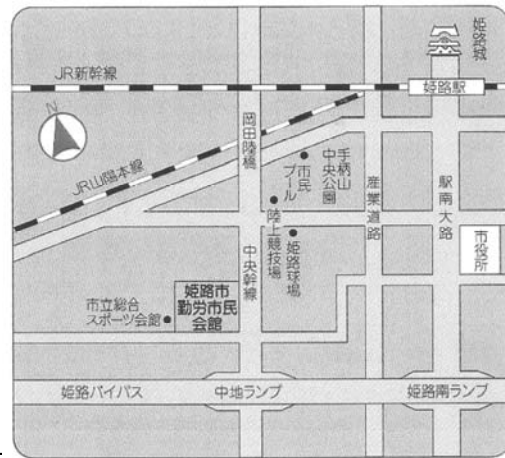 姫路城
JR新幹線
姫路駅
N
岡田陸橋
JR山陽本線
手柄山
中央公園
市民
プール
産業道路
駅南大路
陸上競技場
姫路球場
市役所
中央幹線
姫路市
勤労市民
会館
市立総合
スポーツ会館
姫路バイパス
中地ランプ
姫路南ランプ